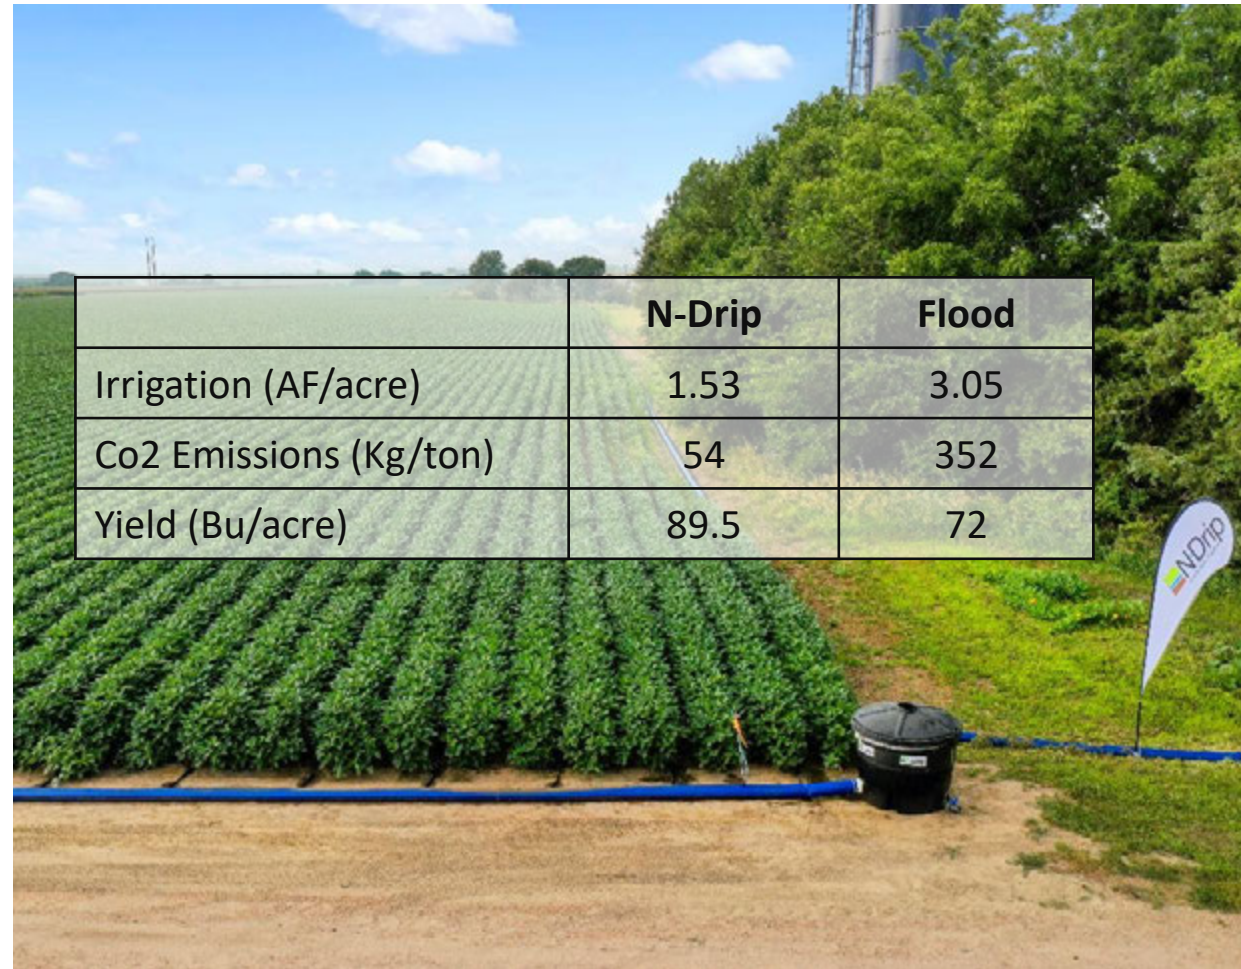 N-Drip Flood
Irrigation (AF/acre) 1.53 3.05
Co2 Emissions (Kg/ton) 54 352
Yield (Bu/acre) 89.5 72
NDrip